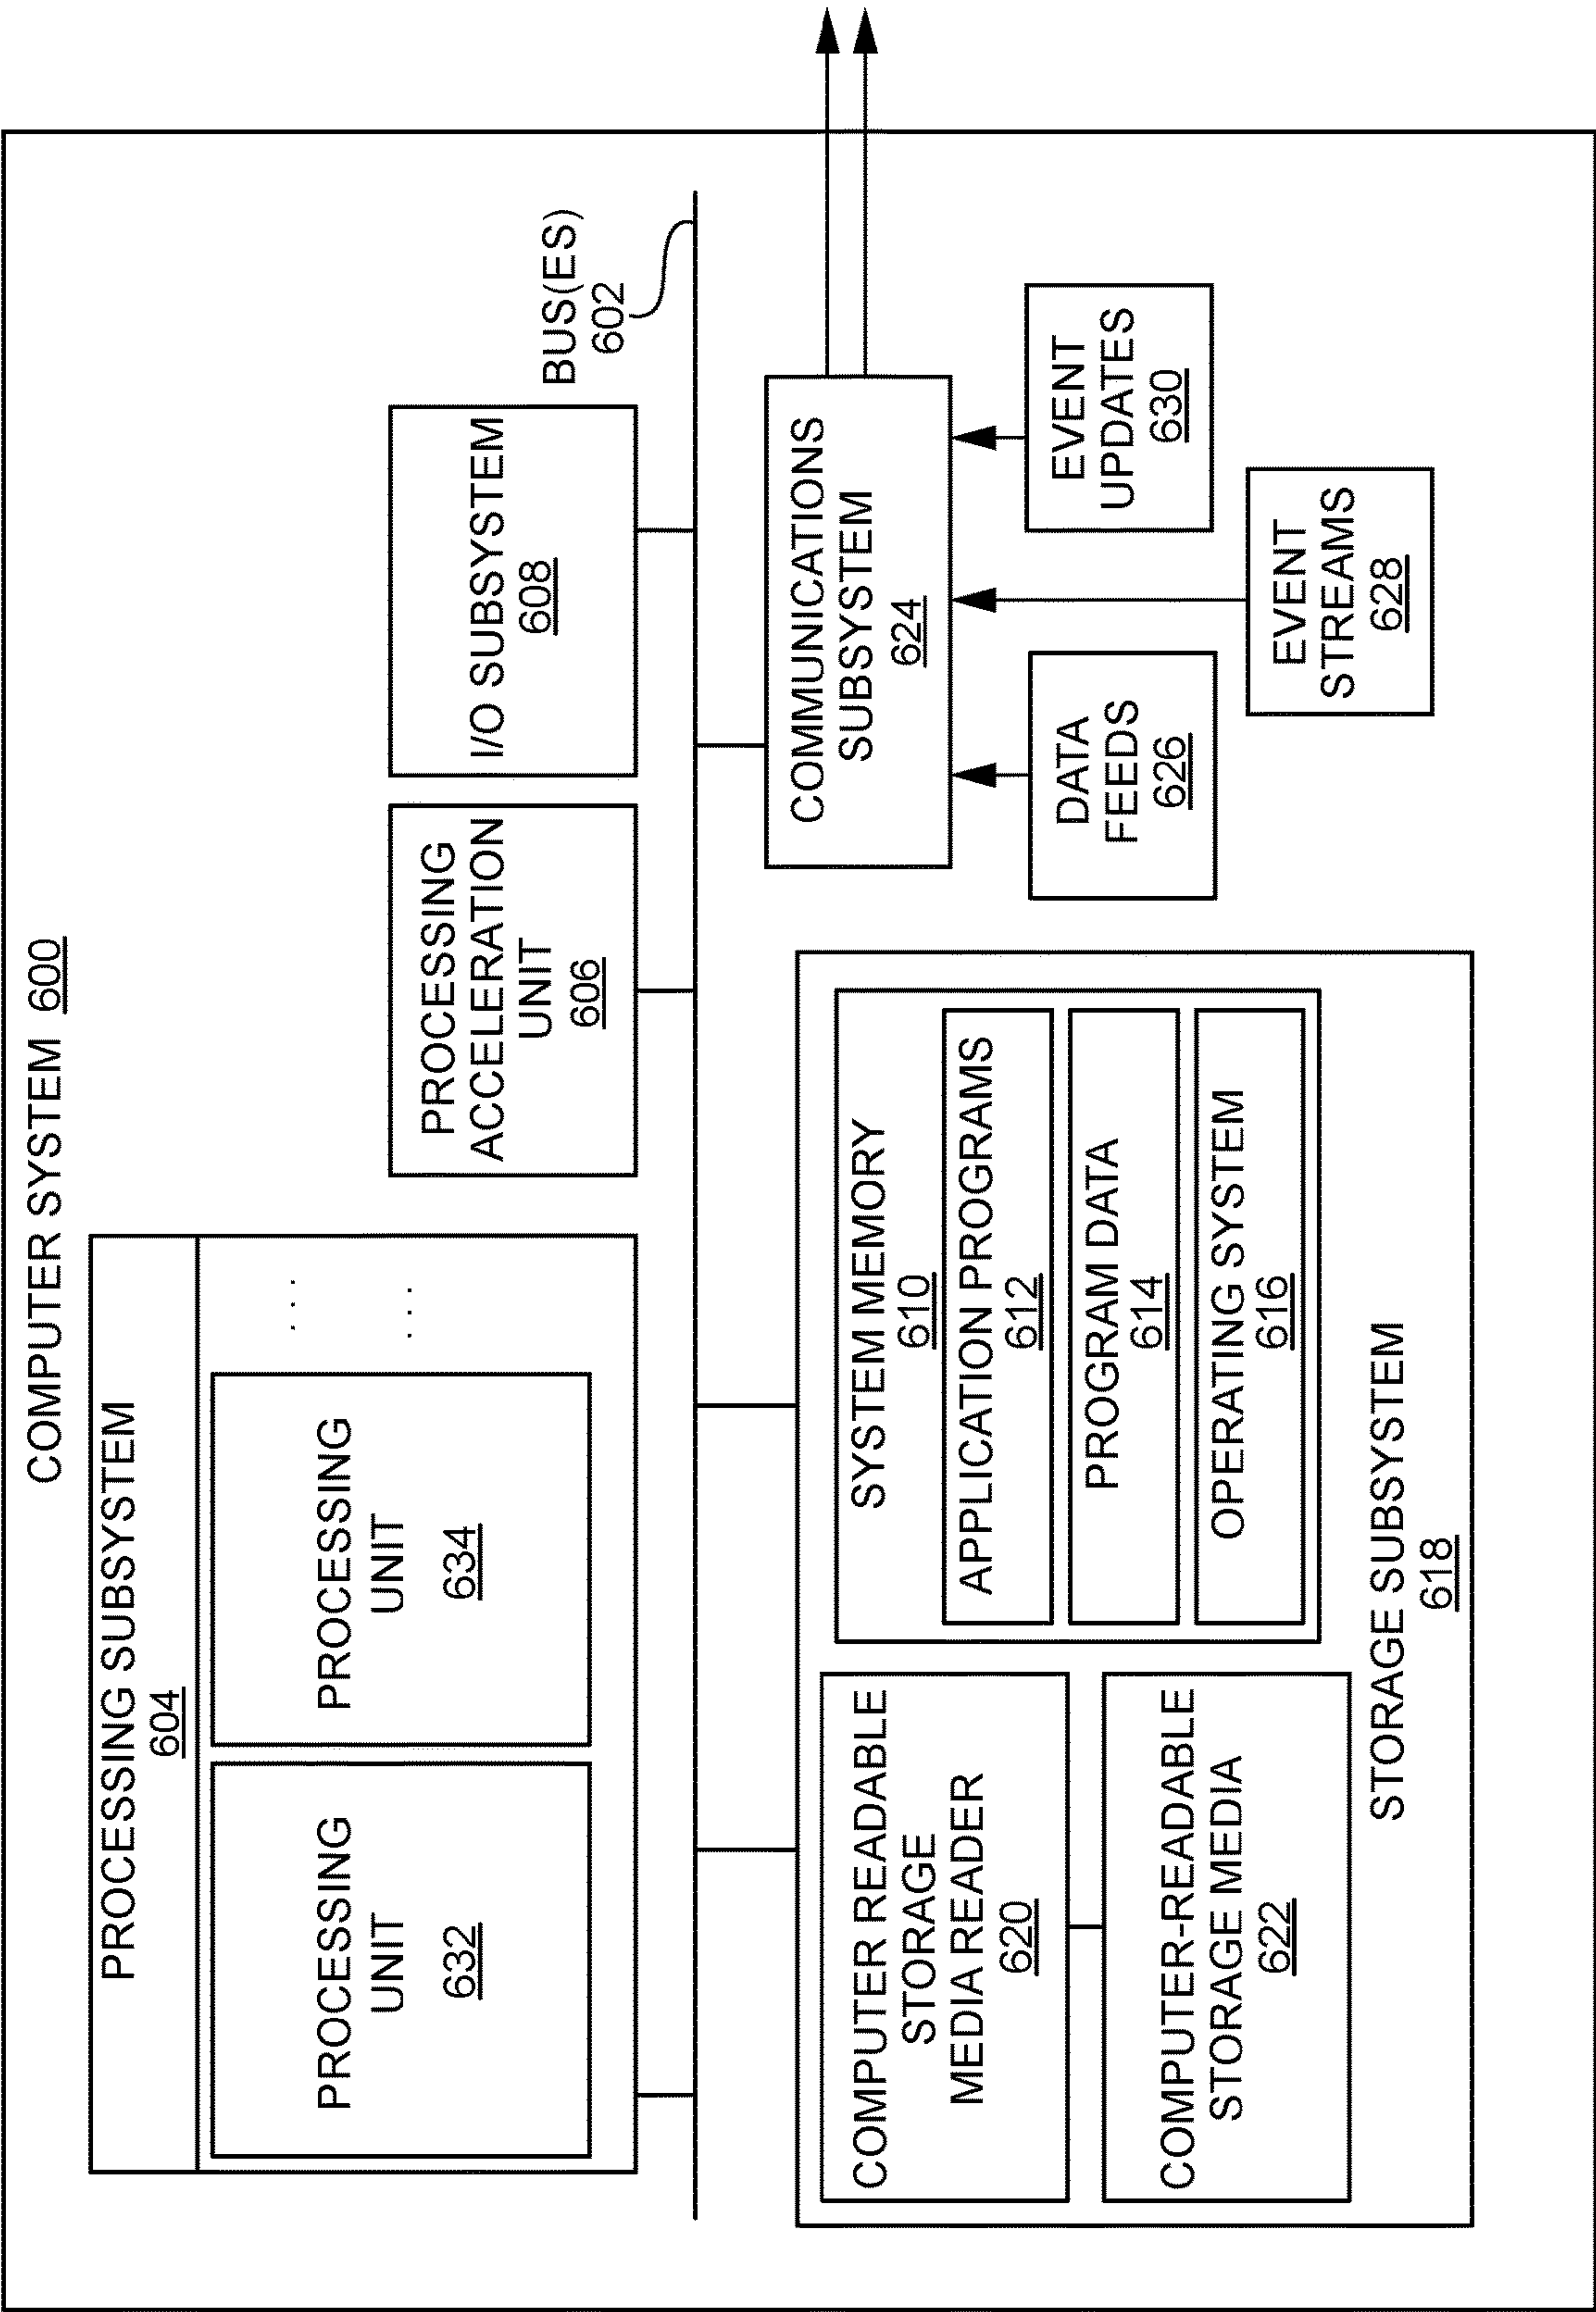 COMPUTER SYSTEM 600
PROCESSING SUBSYSTEM
604
PROCESSING
UNIT
632
PROCESSING
UNIT
634
. . .
. . .
PROCESSING
ACCELERATION
UNIT
606
I/O SUBSYSTEM
608
BUS(ES)
602
COMPUTER READABLE
STORAGE
MEDIA READER
620
COMPUTER-READABLE
STORAGE MEDIA
622
SYSTEM MEMORY
610
APPLICATION PROGRAMS
612
PROGRAM DATA
614
OPERATING SYSTEM
616
STORAGE SUBSYSTEM
618
COMMUNICATIONS
SUBSYSTEM
624
DATA
FEEDS
626
EVENT
STREAMS
628
EVENT
UPDATES
630